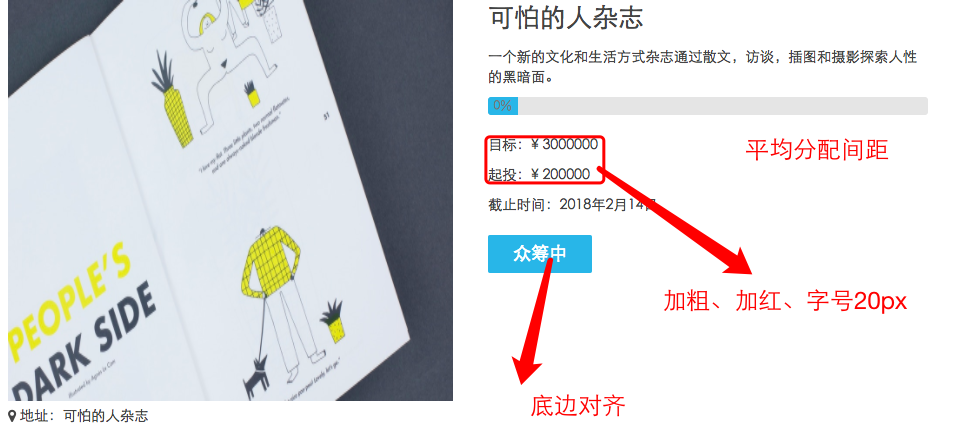 可怕的人杂志
一个新的文化和生活方式杂志通过散文，访谈，插图和摄影探索人性
的黑暗面。
0%
目标：¥ 3000000
起投：¥ 200000
截止时间：2018年2月14日
众筹中
平均分配间距
加粗、加红、字号20px
底边对齐
31
PEOPLE'S
DARK SIDE
地址：可怕的人杂志